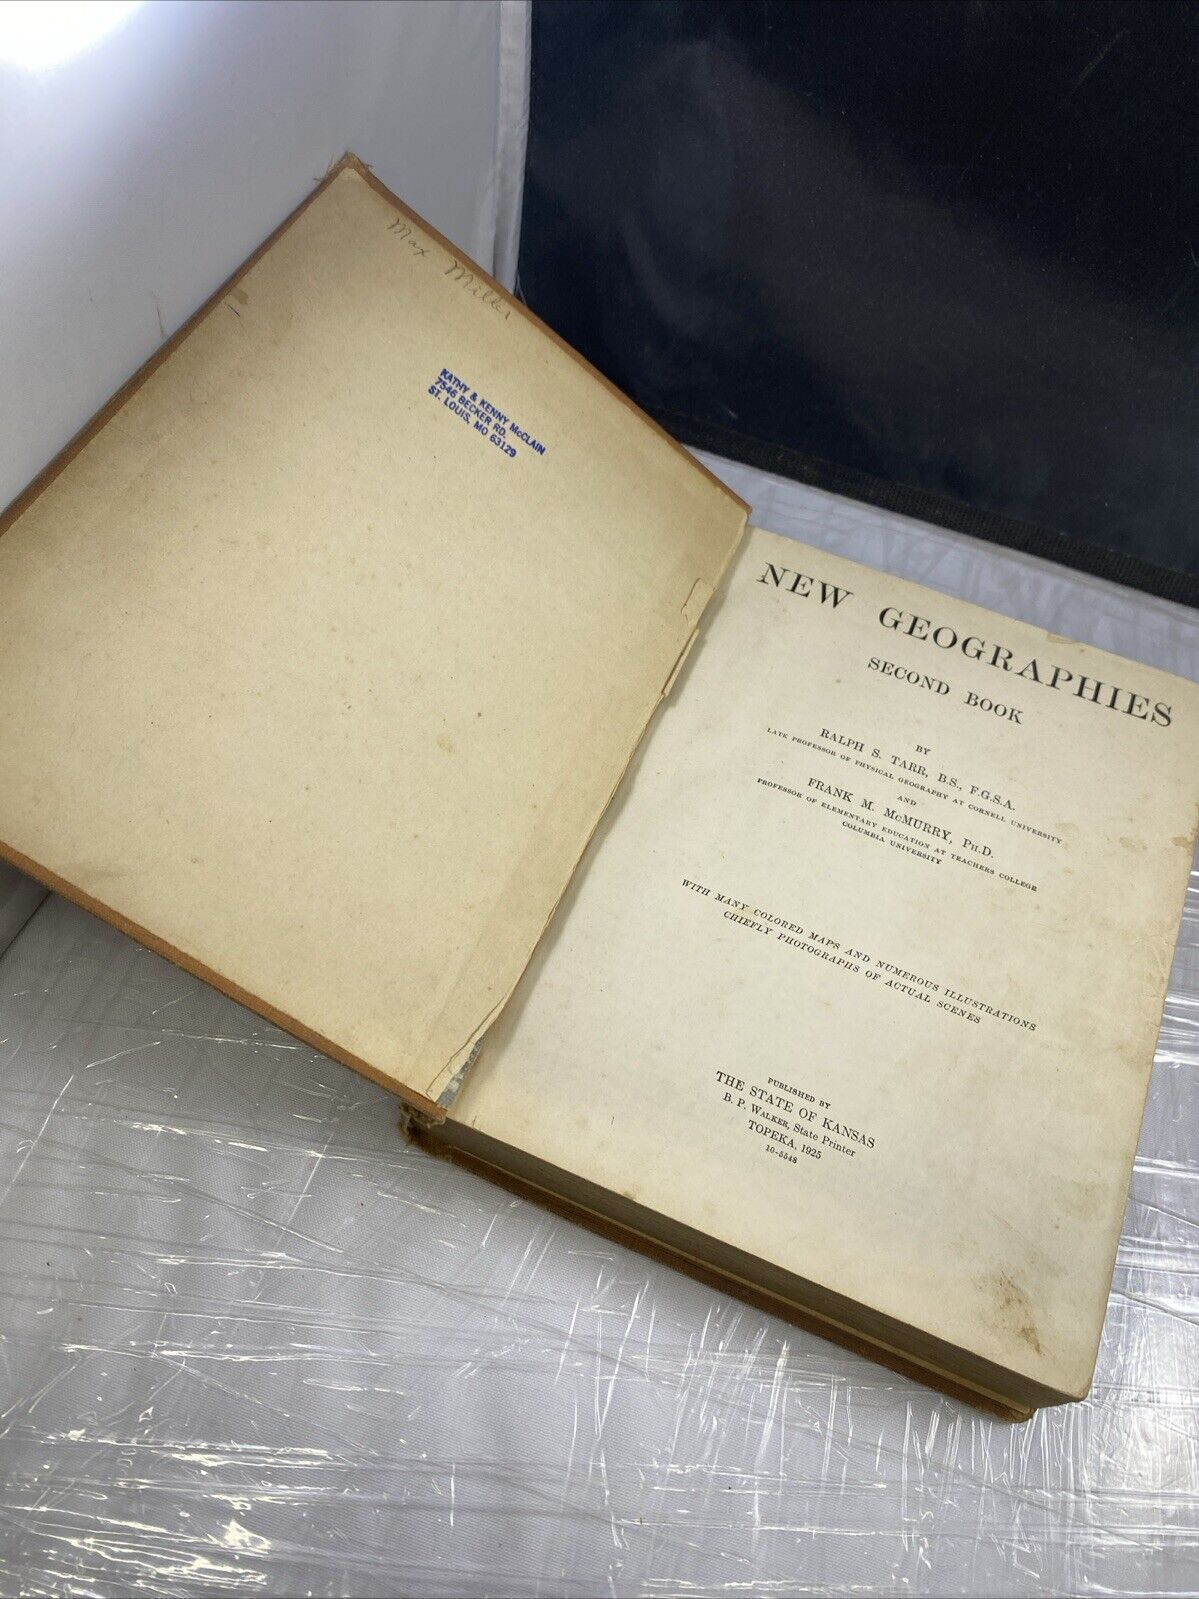 Max Miller
KATHY & KENNY McCLAIN
7546 BECKER RD.
ST. LOUIS, MO 63129
NEW GEOGRAPHIES
SECOND BOOK
BY
RALPH S. TARR, B.S., F.G.S.A.
LATE PROFESSOR OF PHYSICAL GEOGRAPHY AT CORNELL UNIVERSITY
AND
FRANK M. McMURRY, PH.D.
PROFESSOR OF ELEMENTARY EDUCATION AT TEACHERS COLLEGE
COLUMBIA UNIVERSITY
WITH MANY COLORED MAPS AND NUMEROUS ILLUSTRATIONS
CHIEFLY PHOTOGRAPHS OF ACTUAL SCENES
PUBLISHED BY
THE STATE OF KANSAS
B. P. WALKER, State Printer
TOPEKA, 1925
10-5548